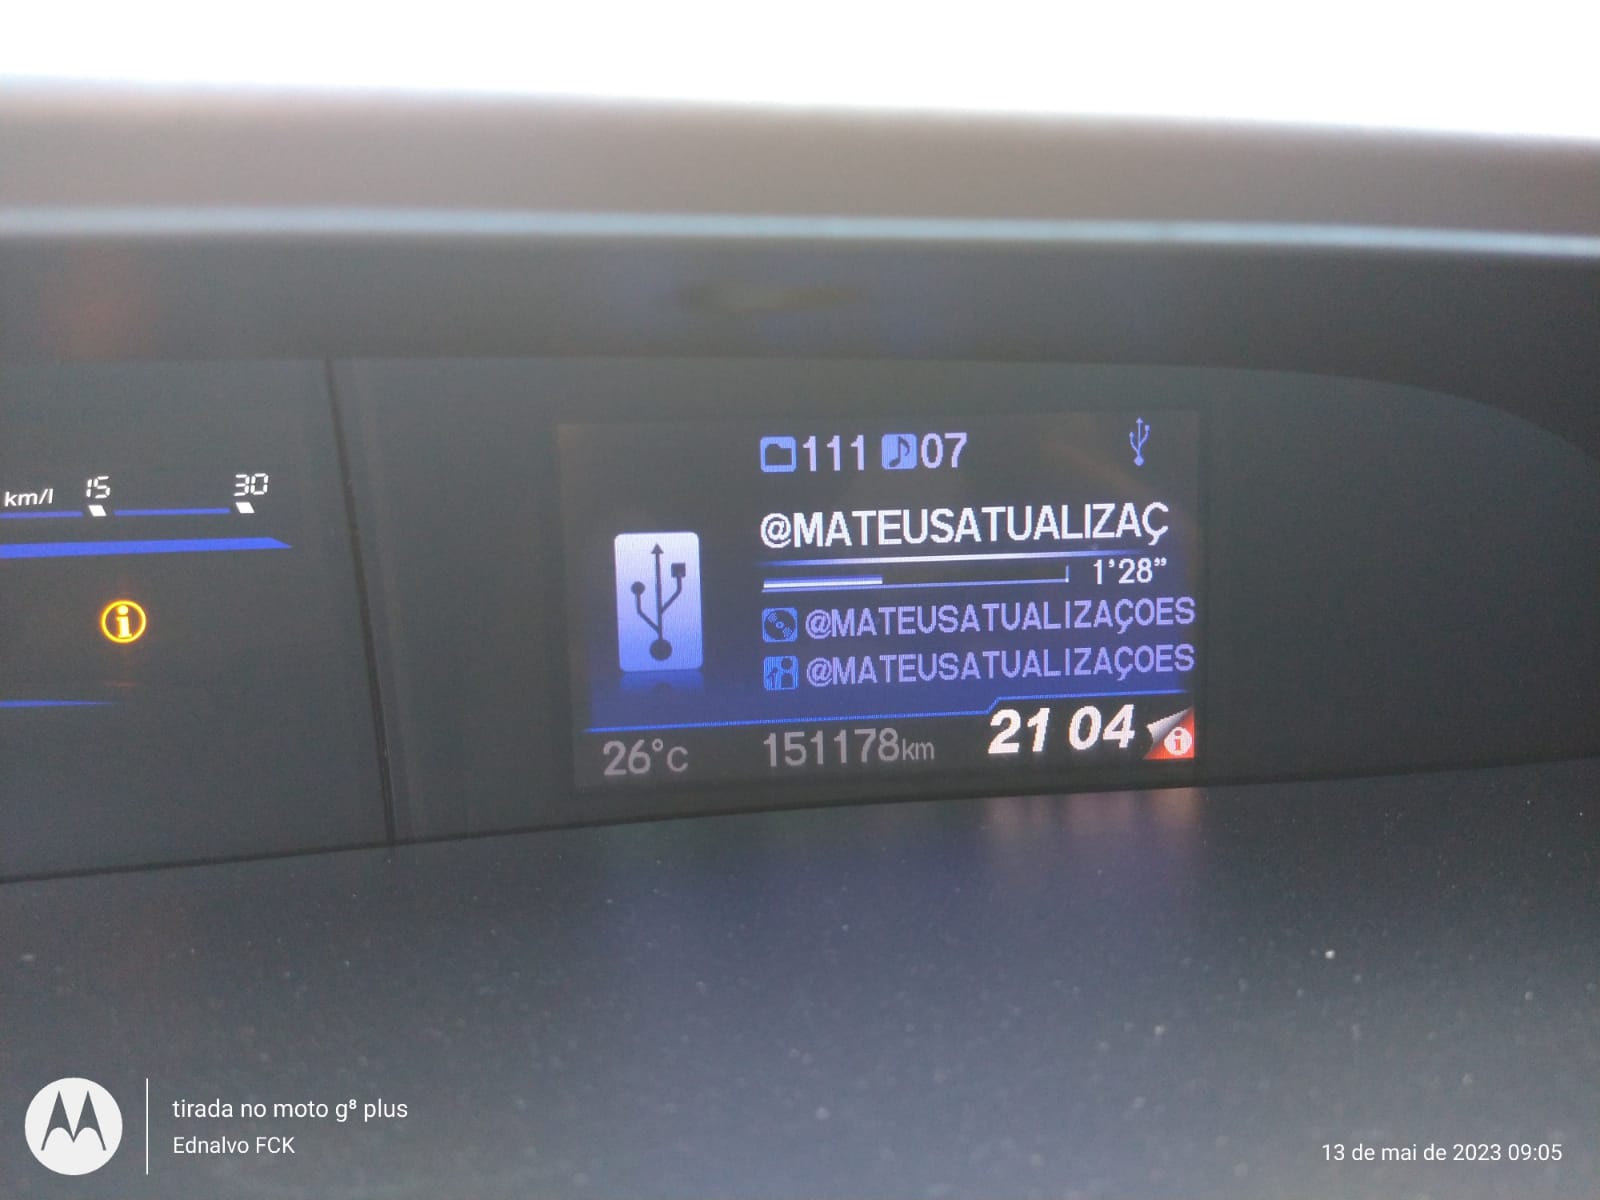 111 07
@MATEUSATUALIZAÇ
1'28"
@MATEUSATUALIZAÇOES
@MATEUSATUALIZAÇOES
26°C 151178km 21 04
km/l 15 30
tirada no moto g⁸ plus
Ednalvo FCK
13 de mai de 2023 09:05